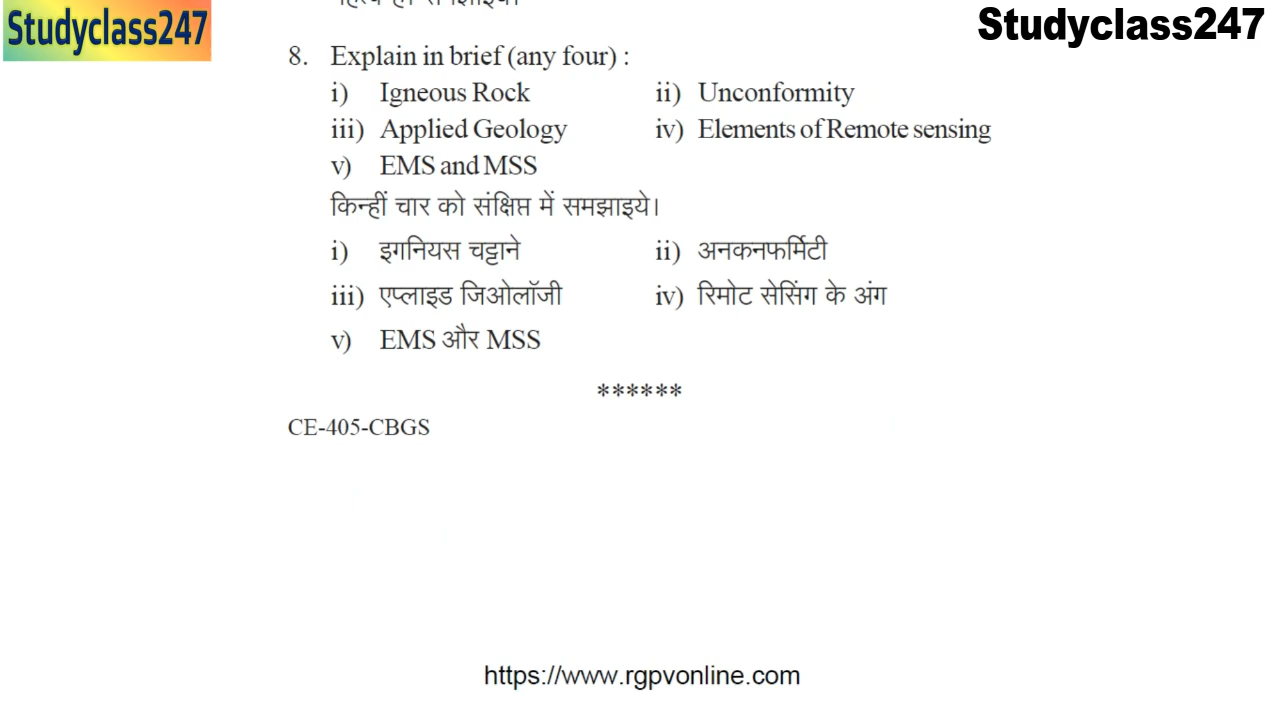 Studyclass247
Studyclass247
8. Explain in brief (any four) :
i) Igneous Rock ii) Unconformity
iii) Applied Geology iv) Elements of Remote sensing
v) EMS and MSS
किन्हीं चार को संक्षिप्त में समझाइये।
i) इगनियस चट्टाने ii) अनकनफर्मिटी
iii) एप्लाइड जिओलॉजी iv) रिमोट सेसिंग के अंग
v) EMS और MSS
******
CE-405-CBGS
https://www.rgpvonline.com